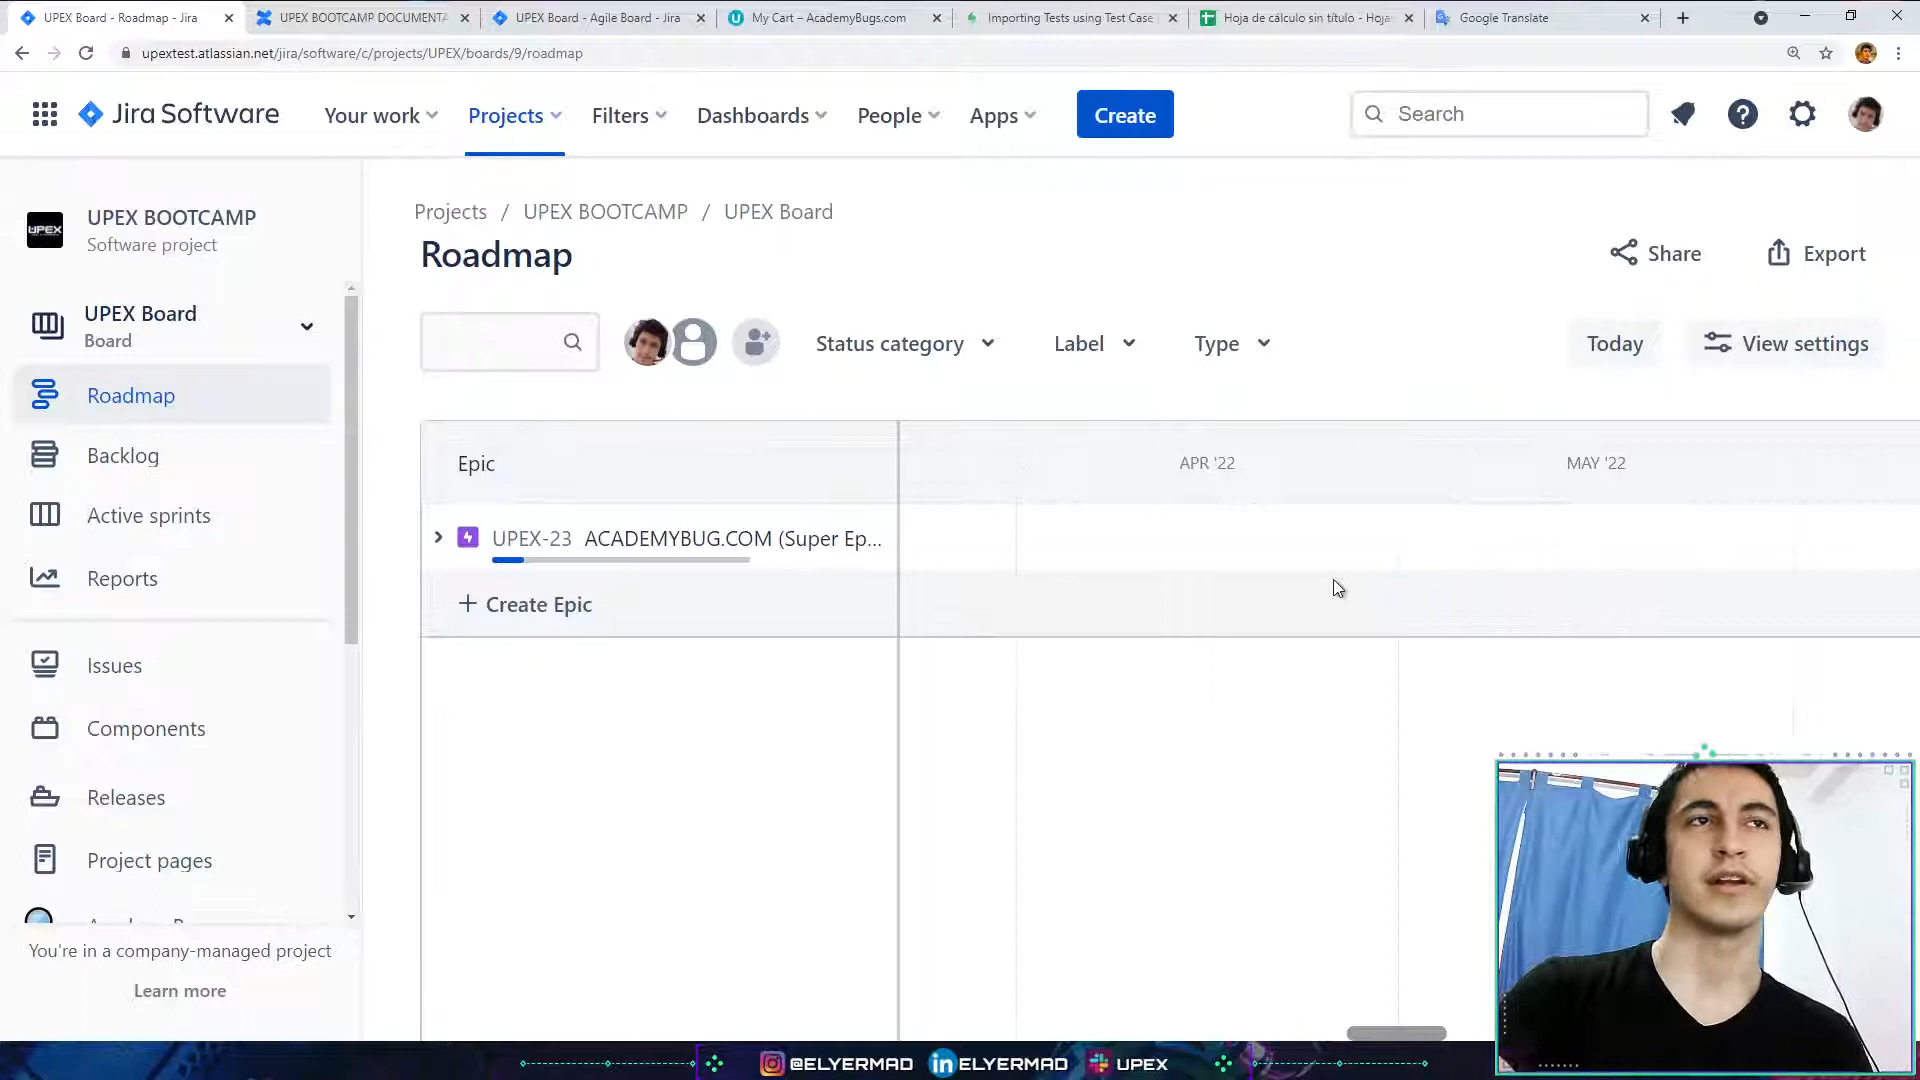 UPEX Board - Roadmap - Jira
UPEX BOOTCAMP DOCUMENTA
UPEX Board - Agile Board - Jira
My Cart – AcademyBugs.com
Importing Tests using Test Case
Hoja de cálculo sin título - Hoja
Google Translate
upextest.atlassian.net/jira/software/c/projects/UPEX/boards/9/roadmap
Jira Software
Your work
Projects
Filters
Dashboards
People
Apps
Create
Search
UPEX
UPEX BOOTCAMP
Software project
UPEX Board
Board
Roadmap
Backlog
Active sprints
Reports
Issues
Components
Releases
Project pages
You're in a company-managed project
Learn more
Projects / UPEX BOOTCAMP / UPEX Board
Roadmap
Share
Export
Status category
Label
Type
Today
View settings
Epic
APR '22
MAY '22
UPEX-23 ACADEMYBUG.COM (Super Ep...
+ Create Epic
@ELYERMAD
in ELYERMAD
UPEX